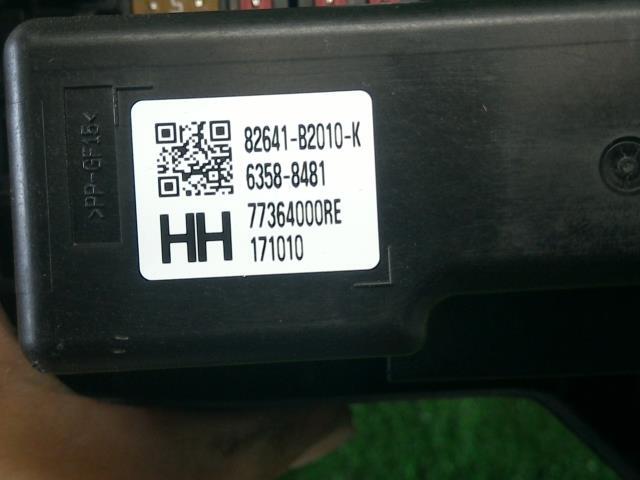 82641-B2010-K
6358-8481
77364000RE
171010
HH
>PP-GF15<